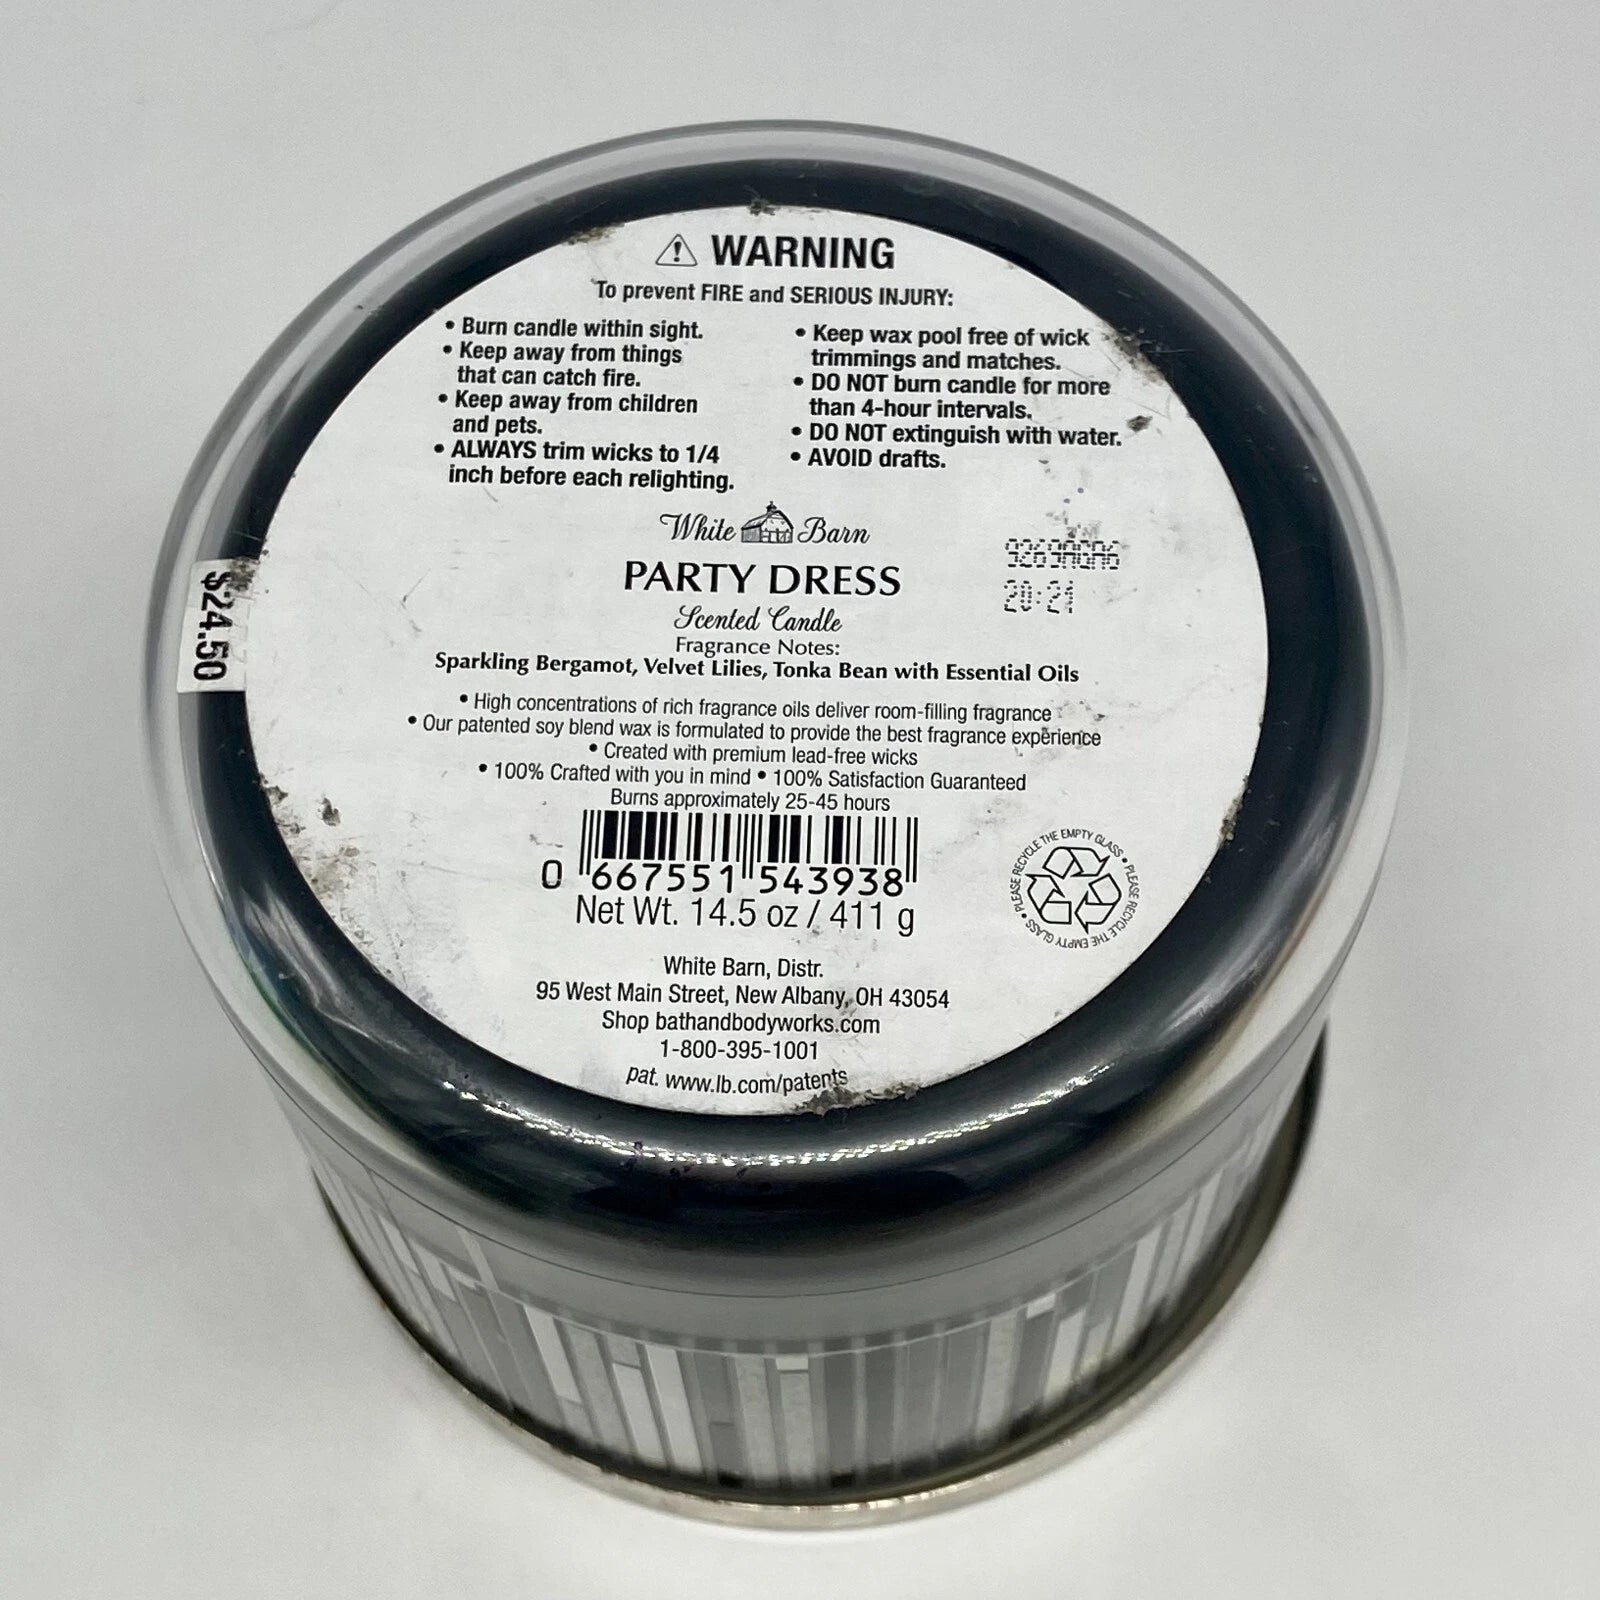 WARNING
To prevent FIRE and SERIOUS INJURY:
• Burn candle within sight.
• Keep away from things
that can catch fire.
• Keep away from children
and pets.
• ALWAYS trim wicks to 1/4
inch before each relighting.
• Keep wax pool free of wick
trimmings and matches.
• DO NOT burn candle for more
than 4-hour intervals.
• DO NOT extinguish with water.
• AVOID drafts.
White Barn
PARTY DRESS
Scented Candle
Fragrance Notes:
Sparkling Bergamot, Velvet Lilies, Tonka Bean with Essential Oils
9269AGA6
20:21
$24.50
• High concentrations of rich fragrance oils deliver room-filling fragrance
• Our patented soy blend wax is formulated to provide the best fragrance experience
• Created with premium lead-free wicks
• 100% Crafted with you in mind • 100% Satisfaction Guaranteed
Burns approximately 25-45 hours
0 667551 543938
Net Wt. 14.5 oz / 411 g
PLEASE RECYCLE THE EMPTY GLASS • PLEASE RECYCLE THE EMPTY GLASS •
White Barn, Distr.
95 West Main Street, New Albany, OH 43054
Shop bathandbodyworks.com
1-800-395-1001
pat. www.lb.com/patents